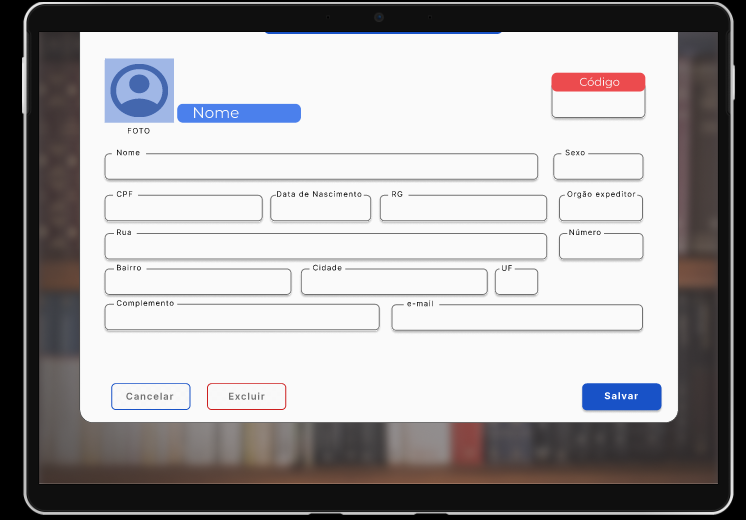 Código
Nome
FOTO
Nome
Sexo
CPF
Data de Nascimento
RG
Orgão expeditor
Rua
Número
Bairro
Cidade
UF
Complemento
e-mail
Cancelar
Excluir
Salvar